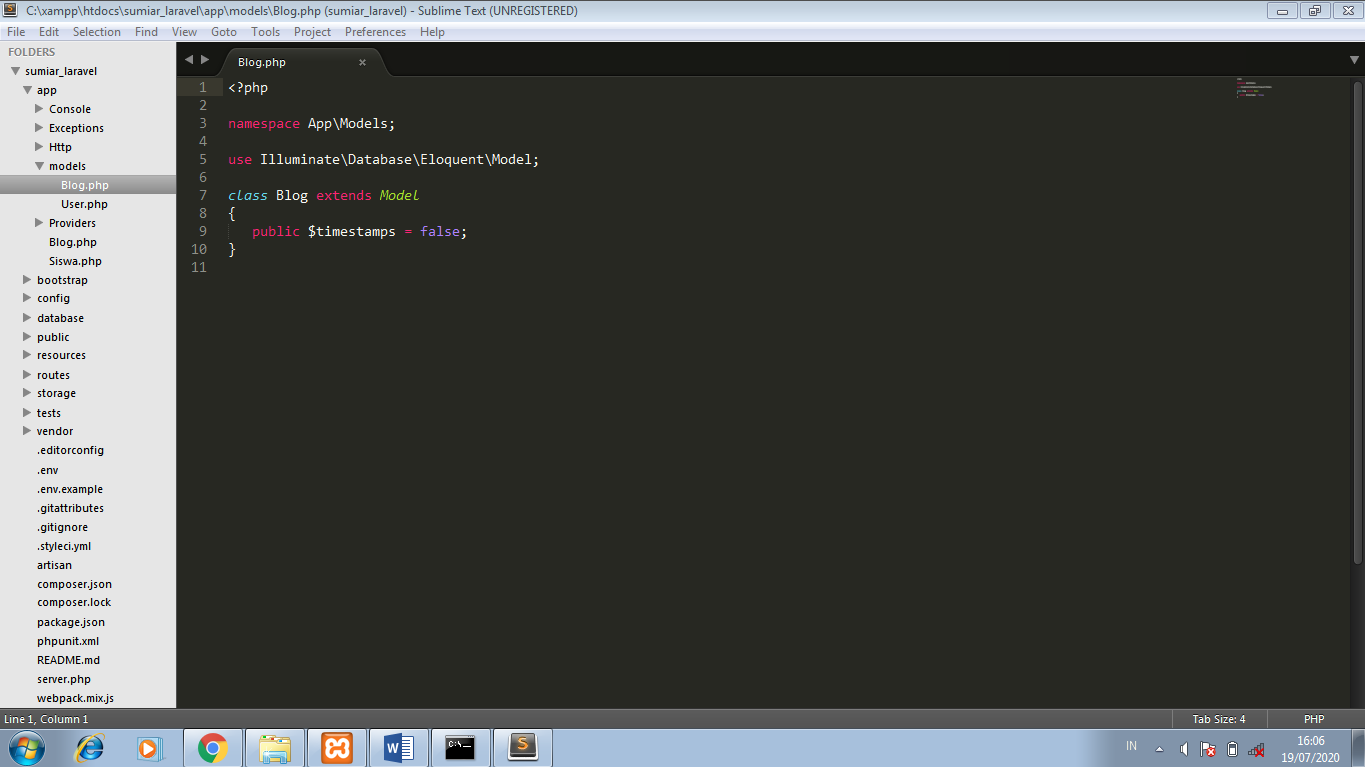 C:\xampp\htdocs\sumiar_laravel\app\models\Blog.php (sumiar_laravel) - Sublime Text (UNREGISTERED)
File Edit Selection Find View Goto Tools Project Preferences Help
FOLDERS
sumiar_laravel
app
Console
Exceptions
Http
models
Blog.php
User.php
Providers
Blog.php
Siswa.php
bootstrap
config
database
public
resources
routes
storage
tests
vendor
.editorconfig
.env
.env.example
.gitattributes
.gitignore
.styleci.yml
artisan
composer.json
composer.lock
package.json
phpunit.xml
README.md
server.php
webpack.mix.js
Blog.php
1 <?php
2
3 namespace App\Models;
4
5 use Illuminate\Database\Eloquent\Model;
6
7 class Blog extends Model
8 {
9 public $timestamps = false;
10 }
11
Line 1, Column 1
Tab Size: 4
PHP
IN
16:06
19/07/2020